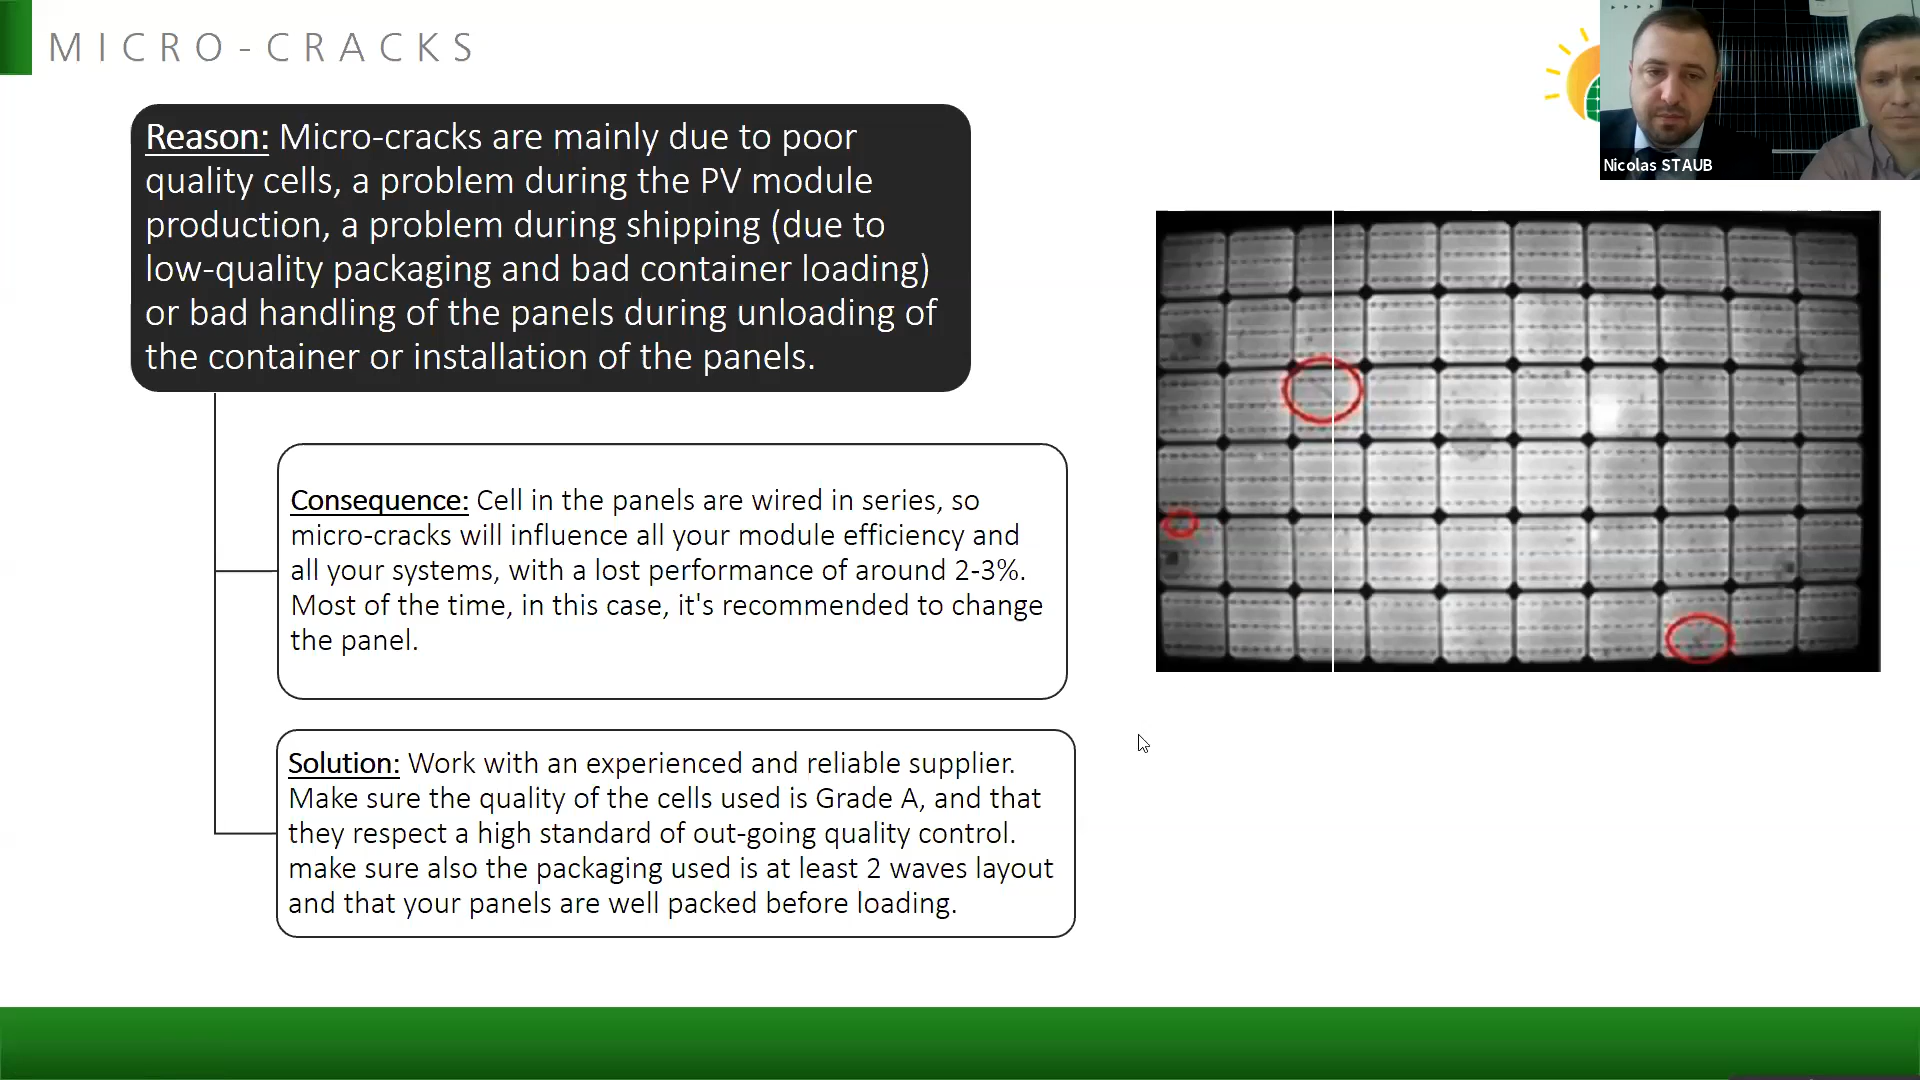 MICRO-CRACKS
Reason: Micro-cracks are mainly due to poor
quality cells, a problem during the PV module
production, a problem during shipping (due to
low-quality packaging and bad container loading)
or bad handling of the panels during unloading of
the container or installation of the panels.
Consequence: Cell in the panels are wired in series, so
micro-cracks will influence all your module efficiency and
all your systems, with a lost performance of around 2-3%.
Most of the time, in this case, it's recommended to change
the panel.
Solution: Work with an experienced and reliable supplier.
Make sure the quality of the cells used is Grade A, and that
they respect a high standard of out-going quality control.
make sure also the packaging used is at least 2 waves layout
and that your panels are well packed before loading.
Nicolas STAUB